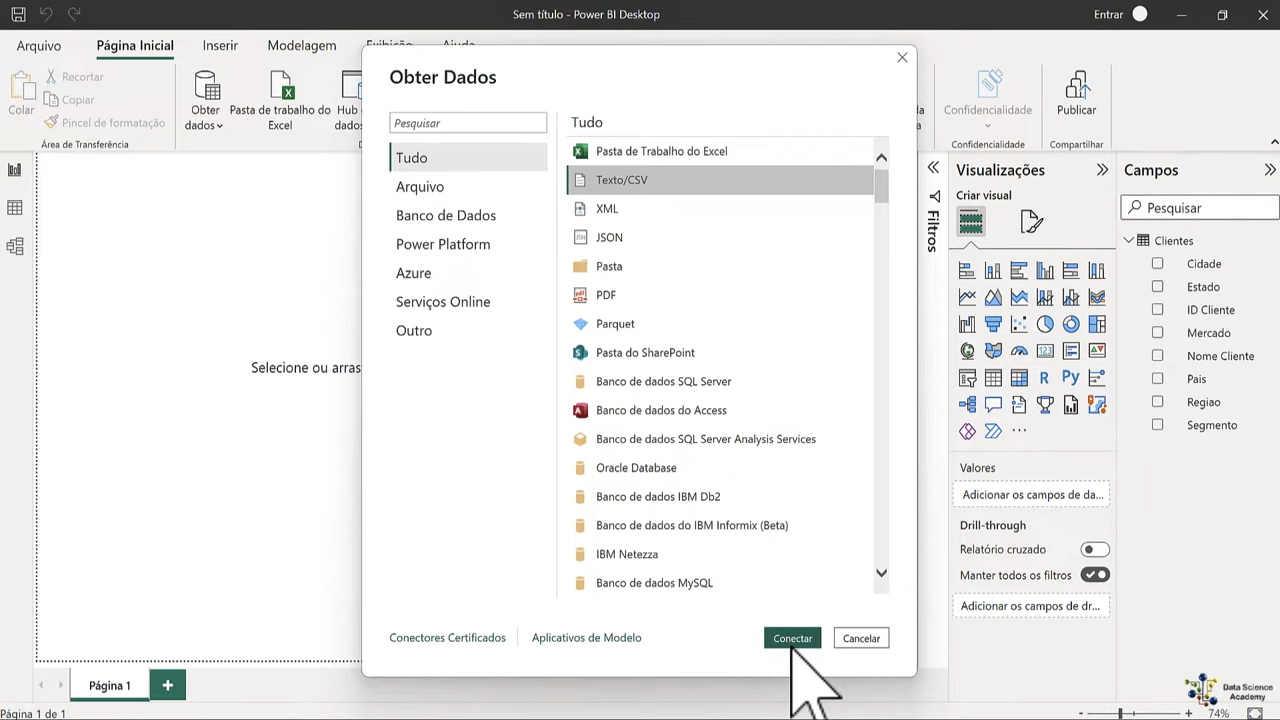 Sem título - Power BI Desktop
Entrar
Arquivo
Página Inicial
Inserir
Modelagem
Colar
Recortar
Copiar
Pincel de formatação
Área de Transferência
Obter
dados
Pasta de trabalho do
Excel
Hub
dados
Confidencialidade
Confidencialidade
Publicar
Compartilhar
Obter Dados
Pesquisar
Tudo
Arquivo
Banco de Dados
Power Platform
Azure
Serviços Online
Outro
Tudo
Pasta de Trabalho do Excel
Texto/CSV
XML
JSON
Pasta
PDF
Parquet
Pasta do SharePoint
Banco de dados SQL Server
Banco de dados do Access
Banco de dados SQL Server Analysis Services
Oracle Database
Banco de dados IBM Db2
Banco de dados do IBM Informix (Beta)
IBM Netezza
Banco de dados MySQL
Conectores Certificados
Aplicativos de Modelo
Conectar
Cancelar
Selecione ou arras
Filtros
Visualizações
Criar visual
R
Py
Valores
Adicionar os campos de da...
Drill-through
Relatório cruzado
Manter todos os filtros
Adicionar os campos de dr...
Campos
Pesquisar
Clientes
Cidade
Estado
ID Cliente
Mercado
Nome Cliente
Pais
Regiao
Segmento
Página 1
Página 1 de 1
Data Science
Academy
74%